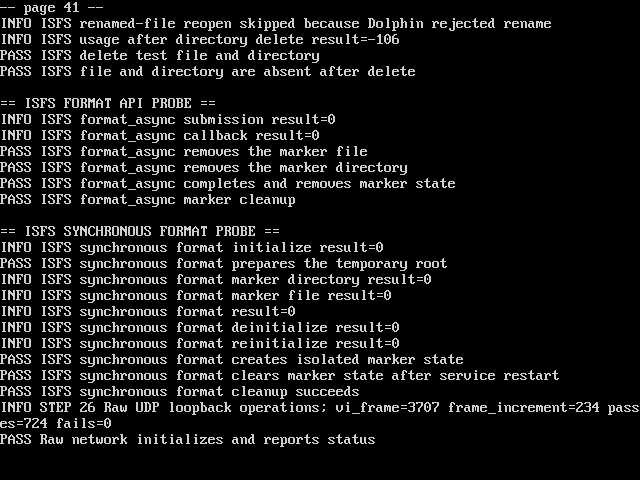 -- page 41 --
INFO ISFS renamed-file reopen skipped because Dolphin rejected rename
INFO ISFS usage after directory delete result=-106
PASS ISFS delete test file and directory
PASS ISFS file and directory are absent after delete
== ISFS FORMAT API PROBE ==
INFO ISFS format_async submission result=0
INFO ISFS format_async callback result=0
PASS ISFS format_async removes the marker file
PASS ISFS format_async removes the marker directory
PASS ISFS format_async completes and removes marker state
PASS ISFS format_async marker cleanup
== ISFS SYNCHRONOUS FORMAT PROBE ==
INFO ISFS synchronous format initialize result=0
PASS ISFS synchronous format prepares the temporary root
INFO ISFS synchronous format marker directory result=0
INFO ISFS synchronous format marker file result=0
INFO ISFS synchronous format result=0
INFO ISFS synchronous format deinitialize result=0
INFO ISFS synchronous format reinitialize result=0
PASS ISFS synchronous format creates isolated marker state
PASS ISFS synchronous format clears marker state after service restart
PASS ISFS synchronous format cleanup succeeds
INFO STEP 26 Raw UDP loopback operations; vi_frame=3707 frame_increment=234 pass
es=724 fails=0
PASS Raw network initializes and reports status